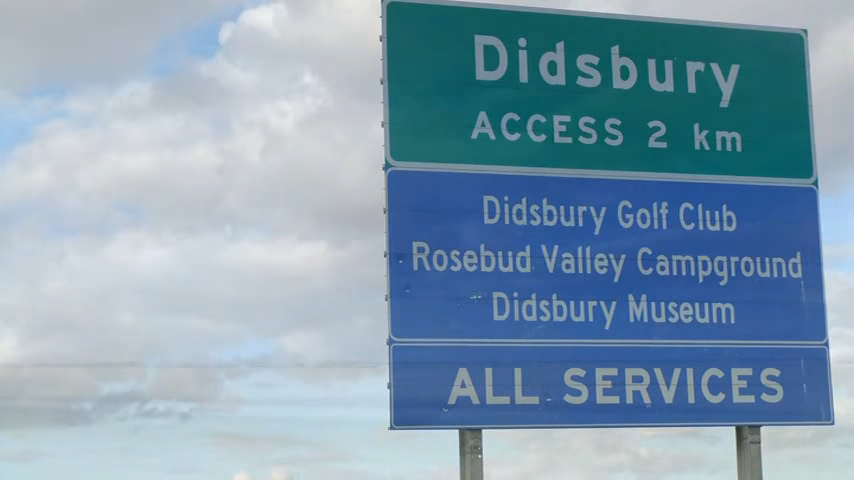 Didsbury
ACCESS 2 km
Didsbury Golf Club
Rosebud Valley Campground
Didsbury Museum
ALL SERVICES